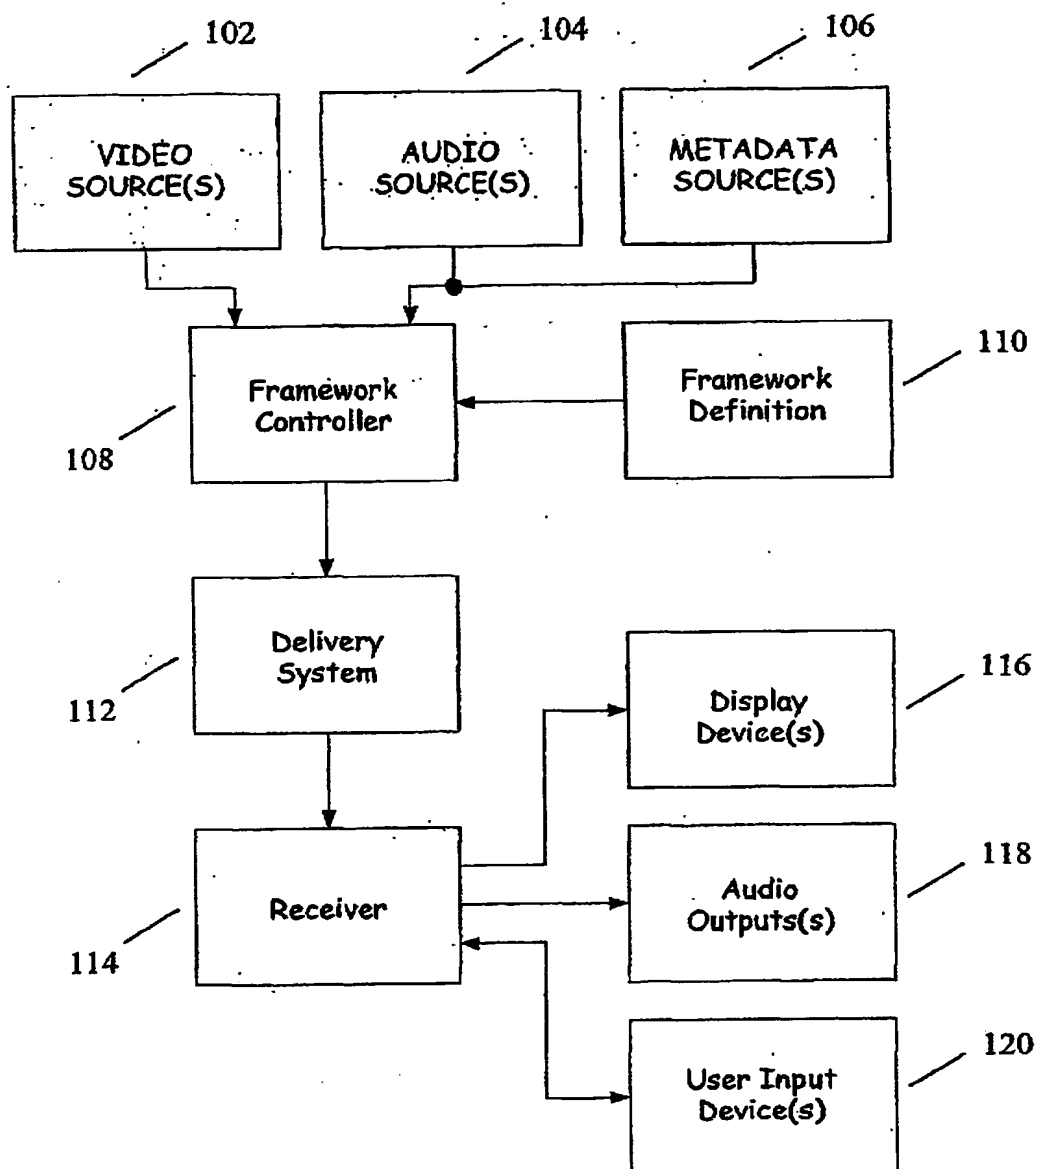 102
104
106
VIDEO
SOURCE(S)
AUDIO
SOURCE(S)
METADATA
SOURCE(S)
110
Framework
Controller
Framework
Definition
108
Delivery
System
112
116
Display
Device(s)
118
Receiver
Audio
Outputs(s)
114
120
User Input
Device(s)